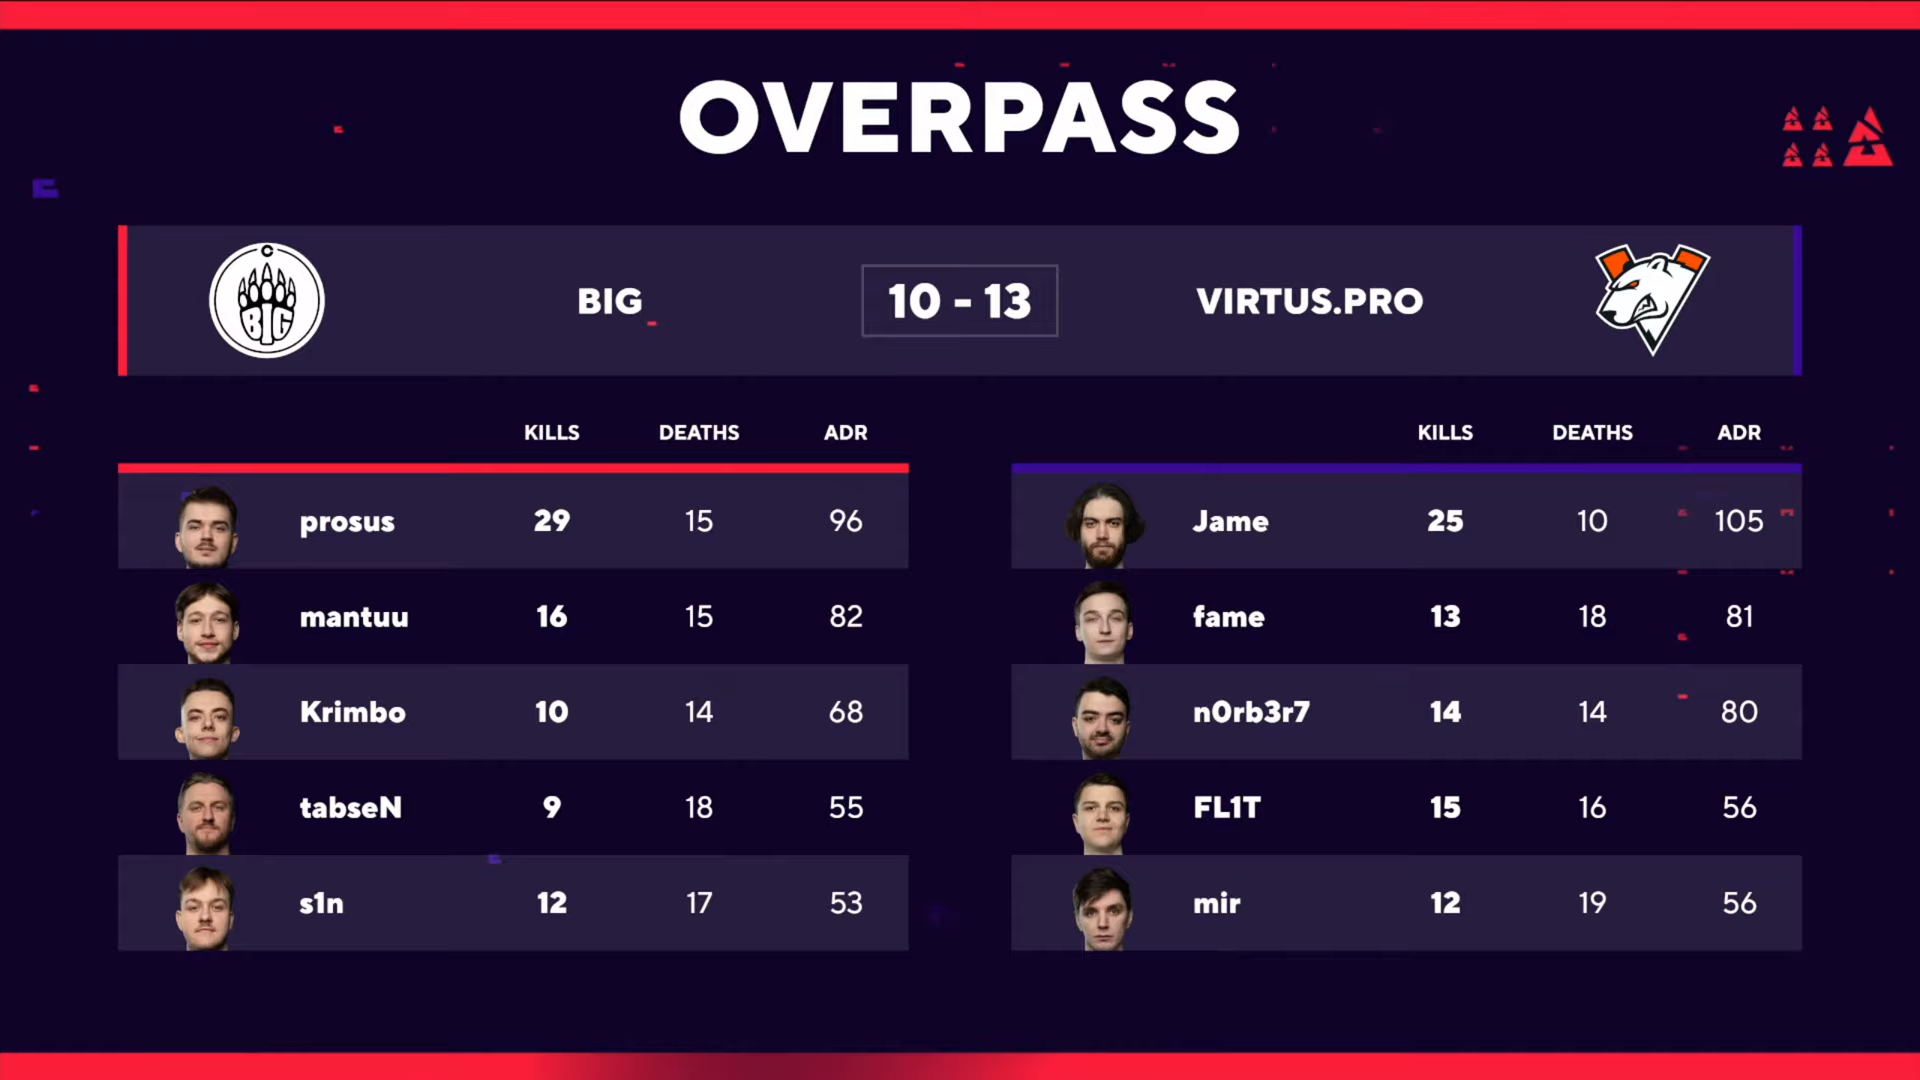 OVERPASS
BIG
BIG 10 - 13 VIRTUS.PRO
KILLS DEATHS ADR
prosus 29 15 96
mantuu 16 15 82
Krimbo 10 14 68
tabseN 9 18 55
s1n 12 17 53
KILLS DEATHS ADR
Jame 25 10 105
fame 13 18 81
n0rb3r7 14 14 80
FL1T 15 16 56
mir 12 19 56